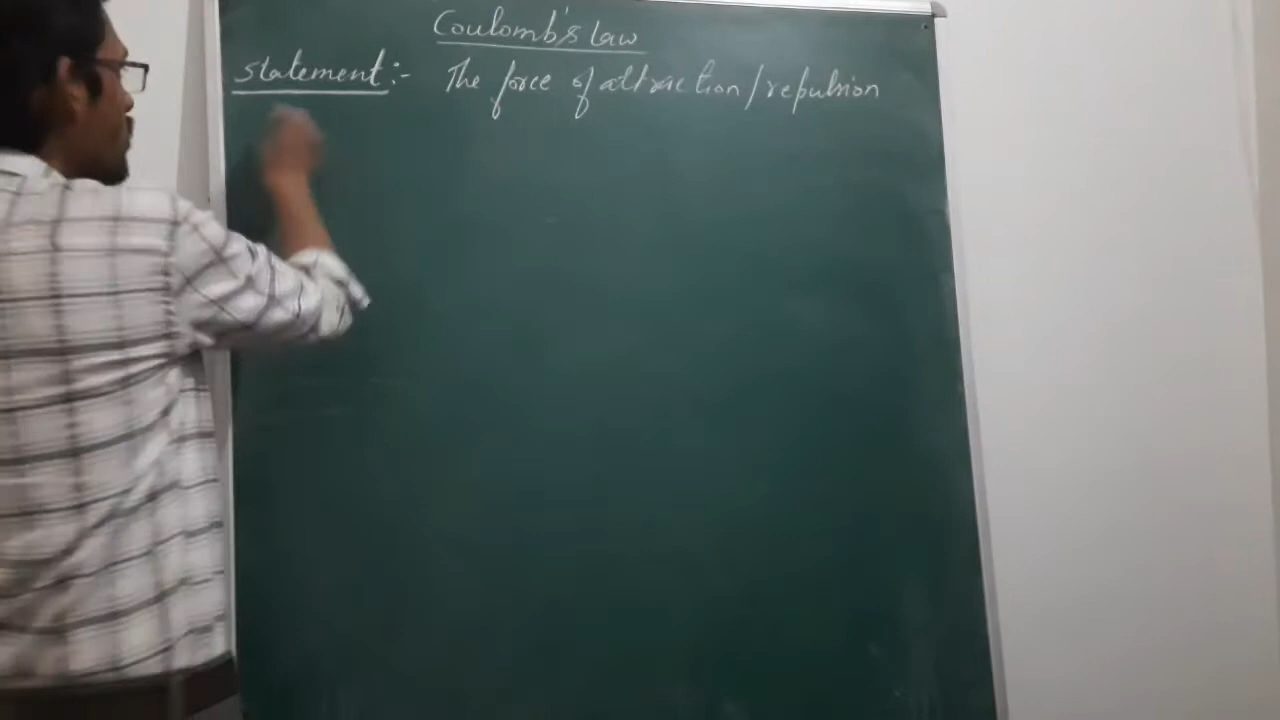 Coulomb's Law
Statement:- The force of attraction/repulsion